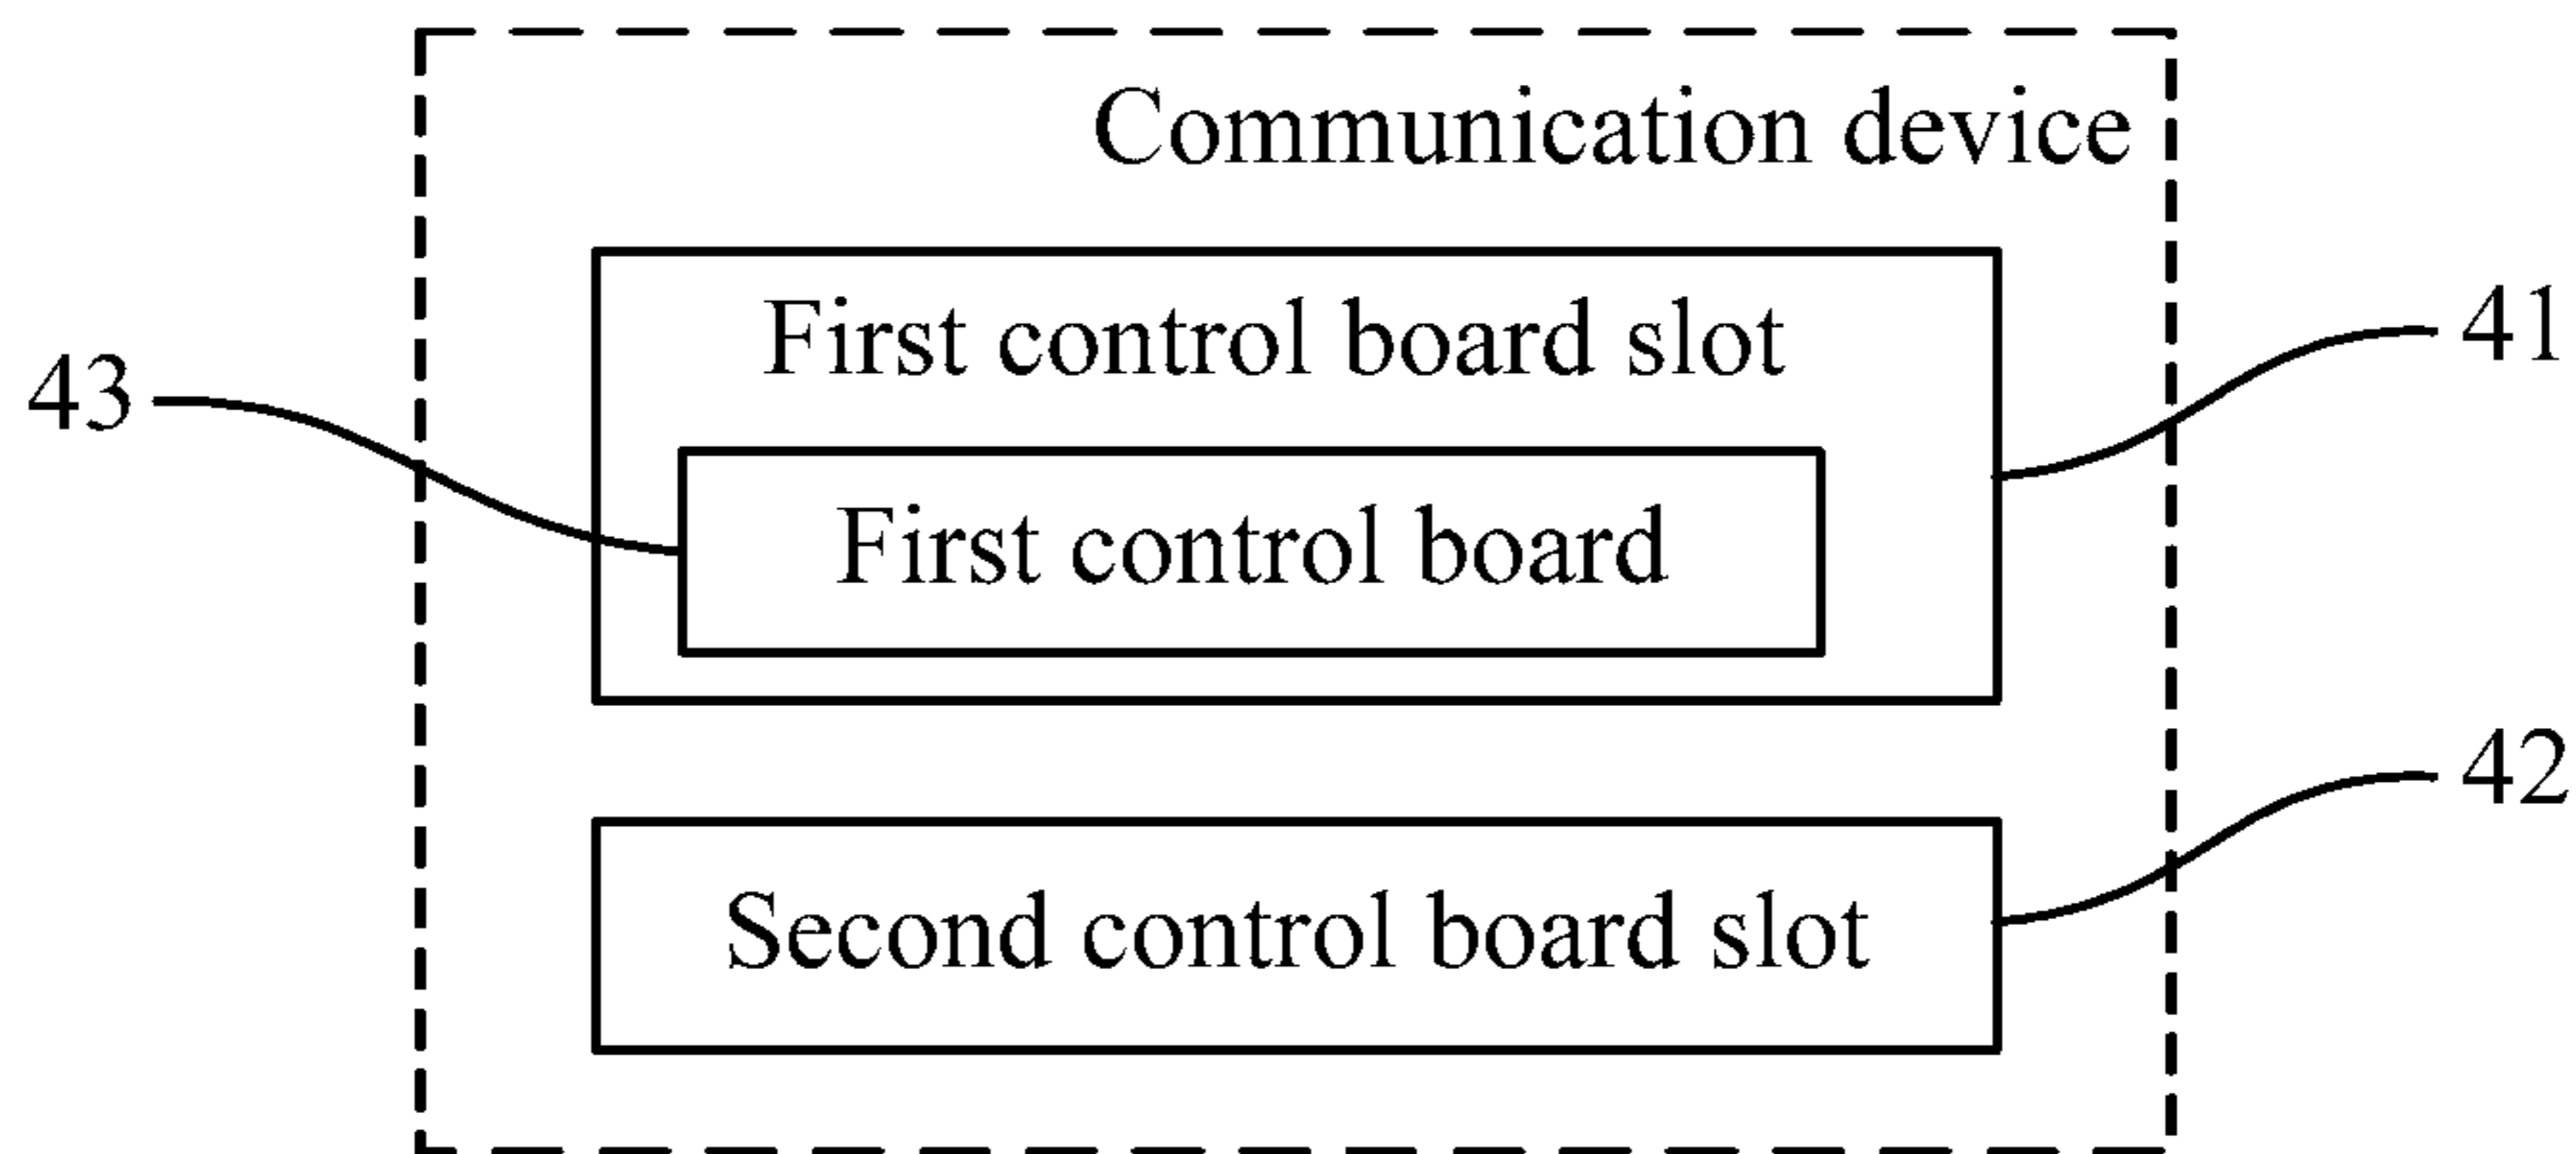 Communication device
First control board slot
41
43
First control board
42
Second control board slot